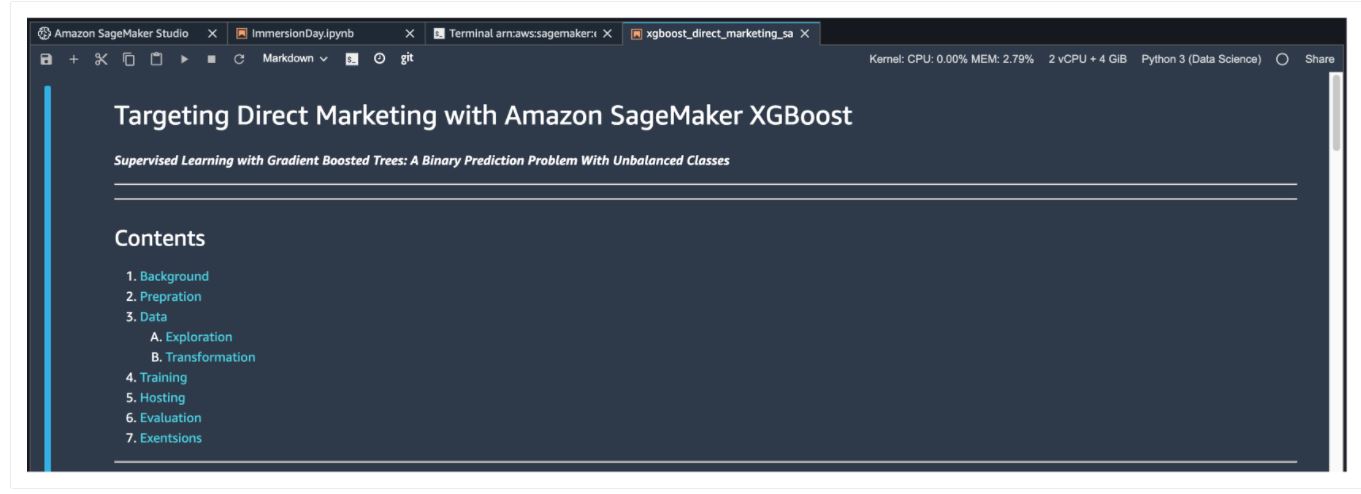 Amazon SageMaker Studio ImmersionDay.ipynb Terminal arn:aws:sagemaker: xgboost_direct_marketing_sa
Markdown git Kernel: CPU: 0.00% MEM: 2.79% 2 vCPU + 4 GiB Python 3 (Data Science) Share
Targeting Direct Marketing with Amazon SageMaker XGBoost
Supervised Learning with Gradient Boosted Trees: A Binary Prediction Problem With Unbalanced Classes
Contents
1. Background
2. Prepration
3. Data
A. Exploration
B. Transformation
4. Training
5. Hosting
6. Evaluation
7. Exentsions